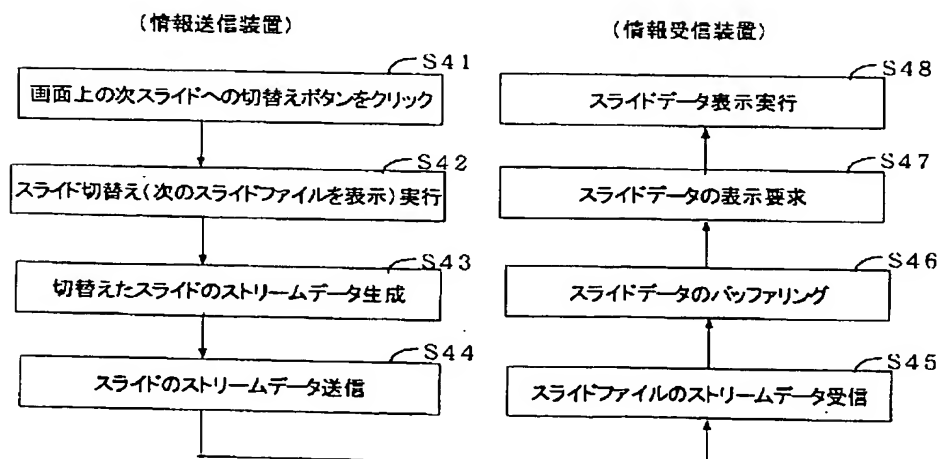 (情報送信装置)
S41
画面上の次スライドへの切替えボタンをクリック
S42
スライド切替え(次のスライドファイルを表示)実行
S43
切替えたスライドのストリームデータ生成
S44
スライドのストリームデータ送信
(情報受信装置)
S48
スライドデータ表示実行
S47
スライドデータの表示要求
S46
スライドデータのバッファリング
S45
スライドファイルのストリームデータ受信